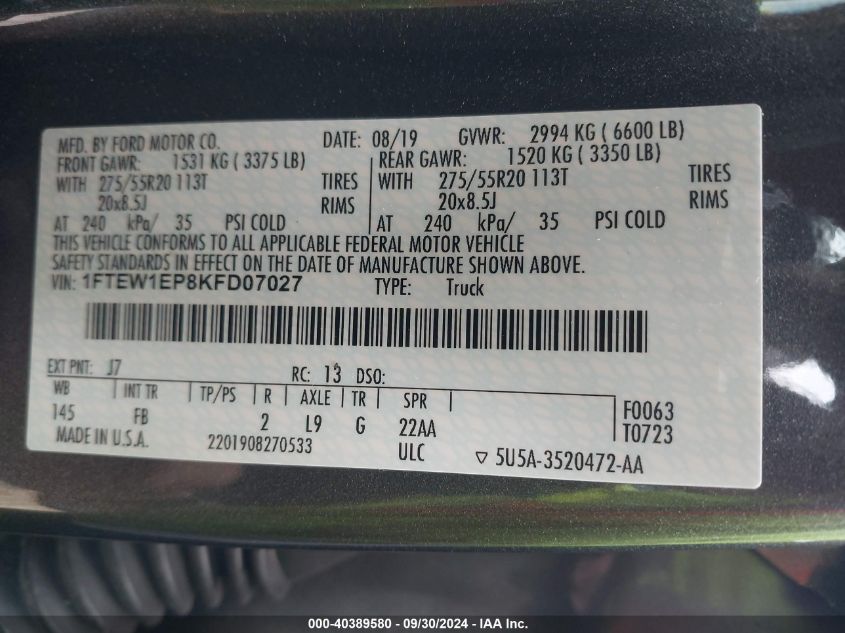 MFD. BY FORD MOTOR CO. DATE: 08/19 GVWR: 2994 KG ( 6600 LB)
FRONT GAWR: 1531 KG ( 3375 LB) REAR GAWR: 1520 KG ( 3350 LB)
WITH 275/55R20 113T TIRES WITH 275/55R20 113T TIRES
20x8.5J RIMS 20x8.5J RIMS
AT 240 kPa/ 35 PSI COLD AT 240 kPa/ 35 PSI COLD
THIS VEHICLE CONFORMS TO ALL APPLICABLE FEDERAL MOTOR VEHICLE
SAFETY STANDARDS IN EFFECT ON THE DATE OF MANUFACTURE SHOWN ABOVE.
VIN: 1FTEW1EP8KFD07027 TYPE: Truck
EXT PNT: J7 RC: 13 DSO:
WB INT TR TP/PS R AXLE TR SPR
145 FB 2 L9 G 22AA F0063
T0723
MADE IN U.S.A. 2201908270533 ULC ▽ 5U5A-3520472-AA
000-40389580 - 09/30/2024 - IAA Inc.